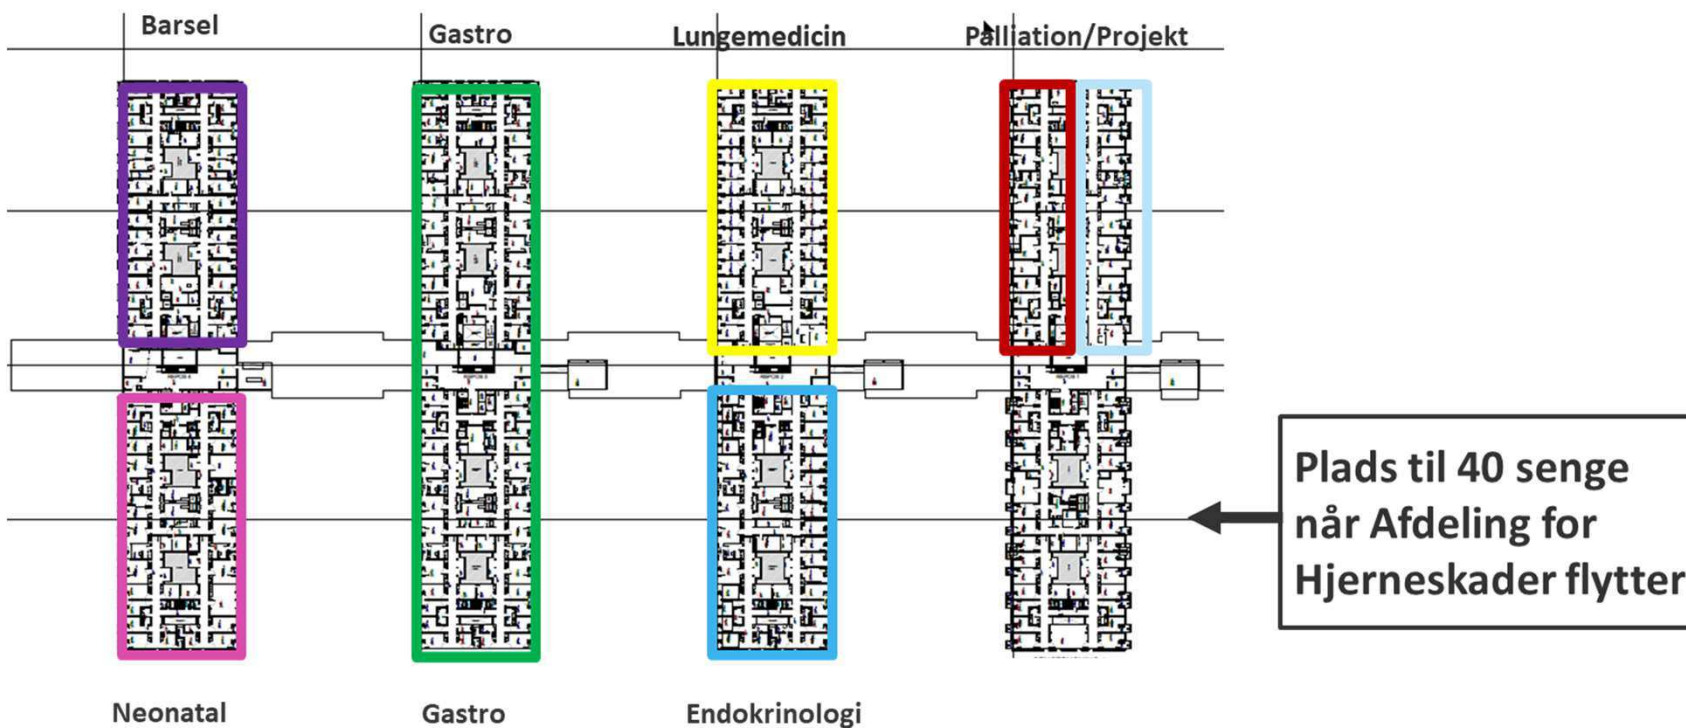 Barsel
Gastro
Lungemedicin
Palliation/Projekt
Plads til 40 senge
når Afdeling for
Hjerneskader flytter
Neonatal
Gastro
Endokrinologi